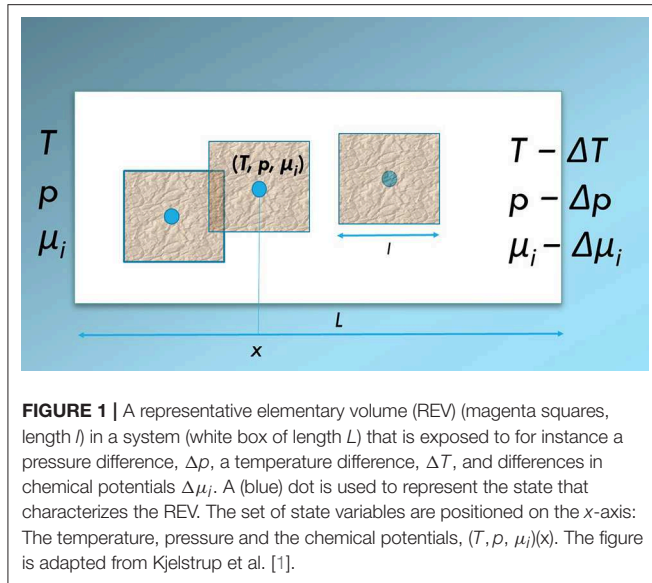 T
p
μᵢ
(T, p, μᵢ)
T − ΔT
p − Δp
μᵢ − Δμᵢ
l
L
x
FIGURE 1 | A representative elementary volume (REV) (magenta squares,
length l) in a system (white box of length L) that is exposed to for instance a
pressure difference, Δp, a temperature difference, ΔT, and differences in
chemical potentials Δμᵢ. A (blue) dot is used to represent the state that
characterizes the REV. The set of state variables are positioned on the x-axis:
The temperature, pressure and the chemical potentials, (T, p, μᵢ)(x). The figure
is adapted from Kjelstrup et al. [1].